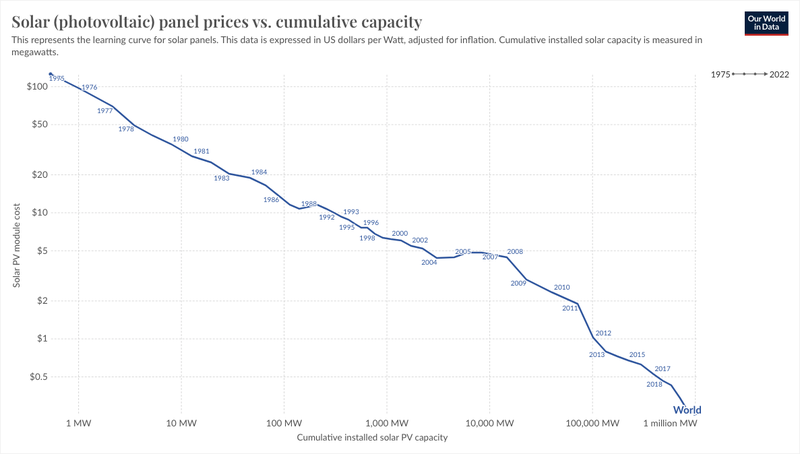 Solar (photovoltaic) panel prices vs. cumulative capacity
Our World
in Data
This represents the learning curve for solar panels. This data is expressed in US dollars per Watt, adjusted for inflation. Cumulative installed solar capacity is measured in
megawatts.
1975 2022
$100
$50
$20
$10
$5
$2
$1
$0.5
Solar PV module cost
1975
1976
1977
1978
1980
1981
1983
1984
1986
1988
1992
1993
1995
1996
1998
2000
2002
2004
2005
2007
2008
2009
2010
2011
2012
2013
2015
2017
2018
World
1 MW
10 MW
100 MW
1,000 MW
10,000 MW
100,000 MW
1 million MW
Cumulative installed solar PV capacity